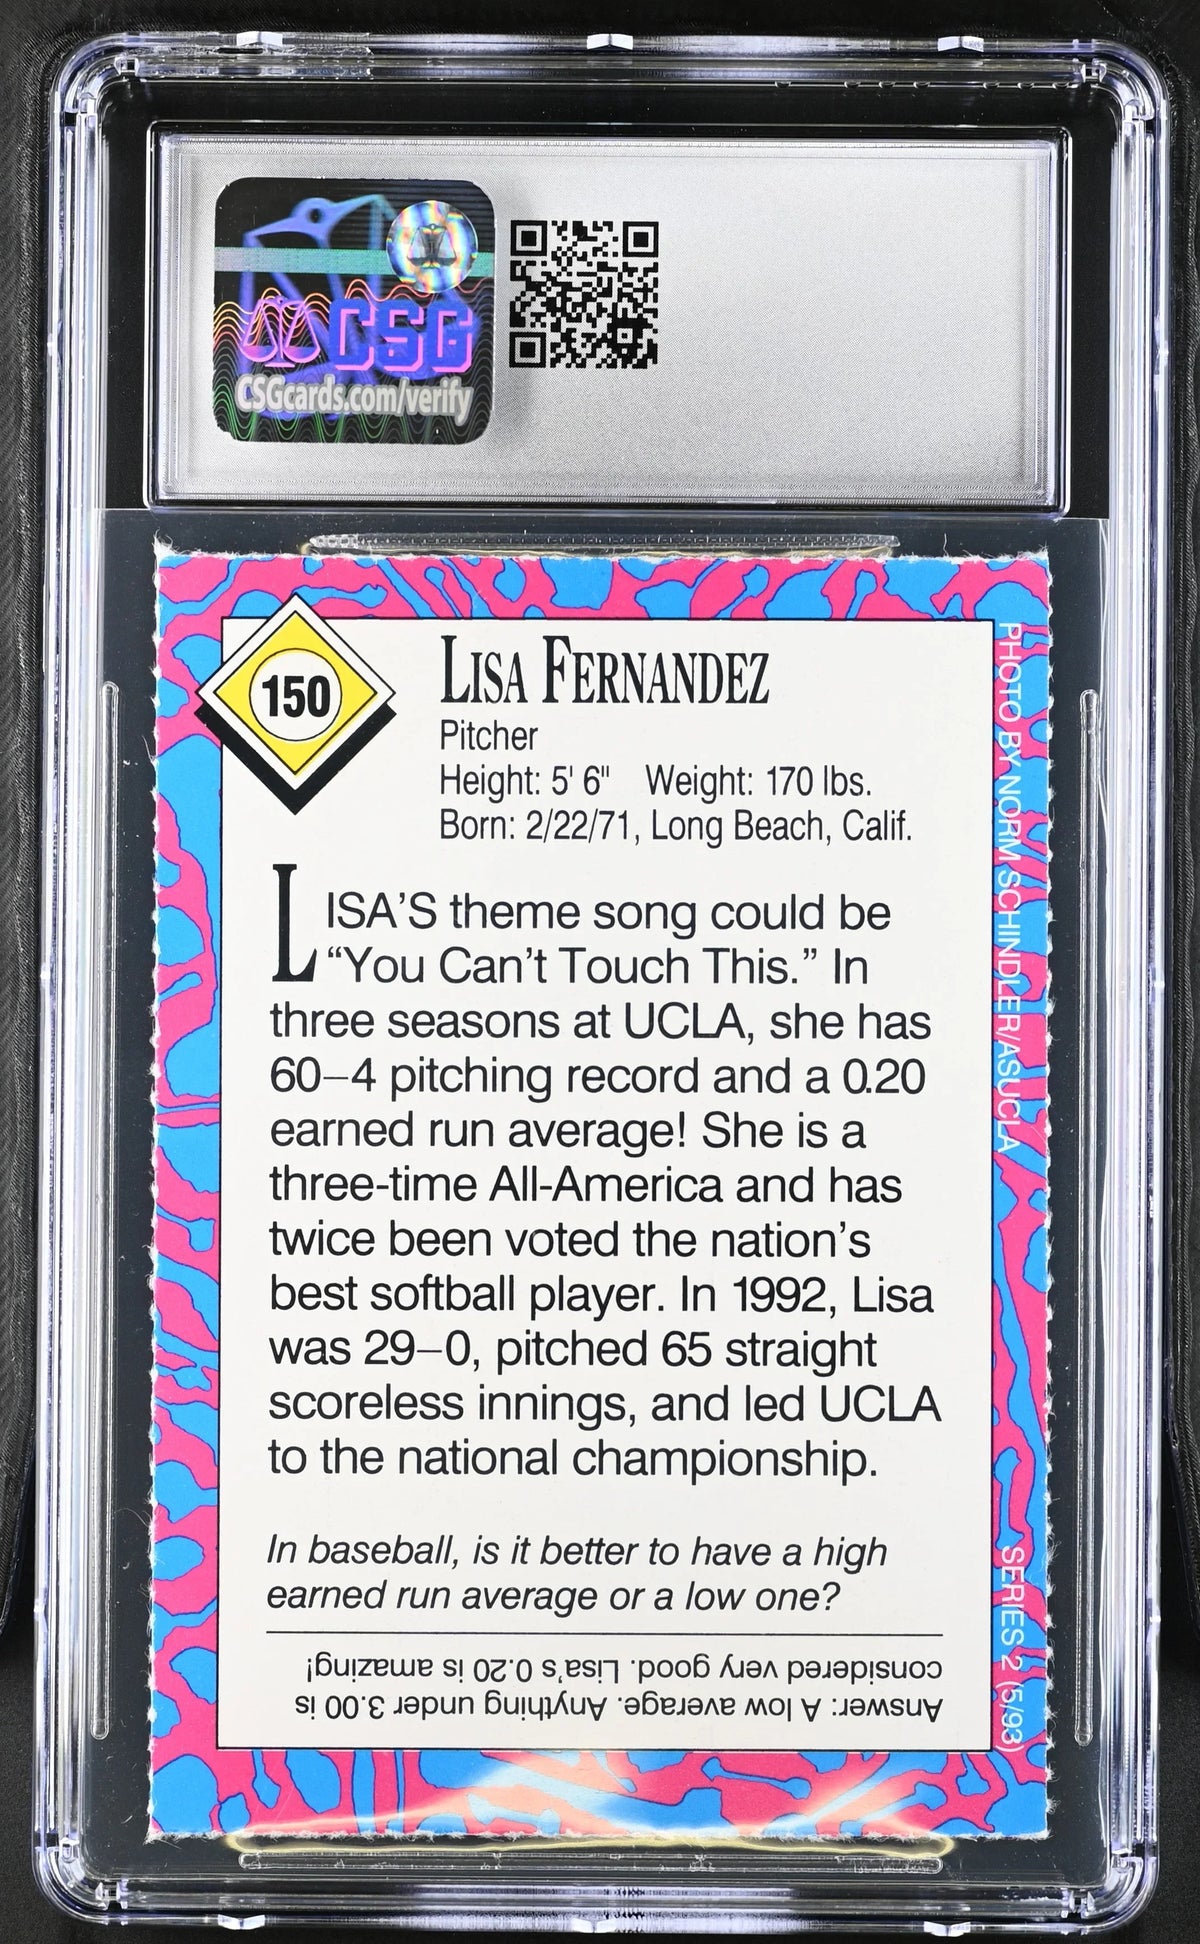 CSG
CSGcards.com/verify
150
LISA FERNANDEZ
Pitcher
Height: 5' 6" Weight: 170 lbs.
Born: 2/22/71, Long Beach, Calif.
LISA'S theme song could be
“You Can't Touch This.” In
three seasons at UCLA, she has
60–4 pitching record and a 0.20
earned run average! She is a
three-time All-America and has
twice been voted the nation's
best softball player. In 1992, Lisa
was 29–0, pitched 65 straight
scoreless innings, and led UCLA
to the national championship.
In baseball, is it better to have a high
earned run average or a low one?
Answer: A low average. Anything under 3.00 is
considered very good. Lisa's 0.20 is amazing!
PHOTO BY NORM SCHINDLER/ASUCLA
SERIES 2 (5/93)